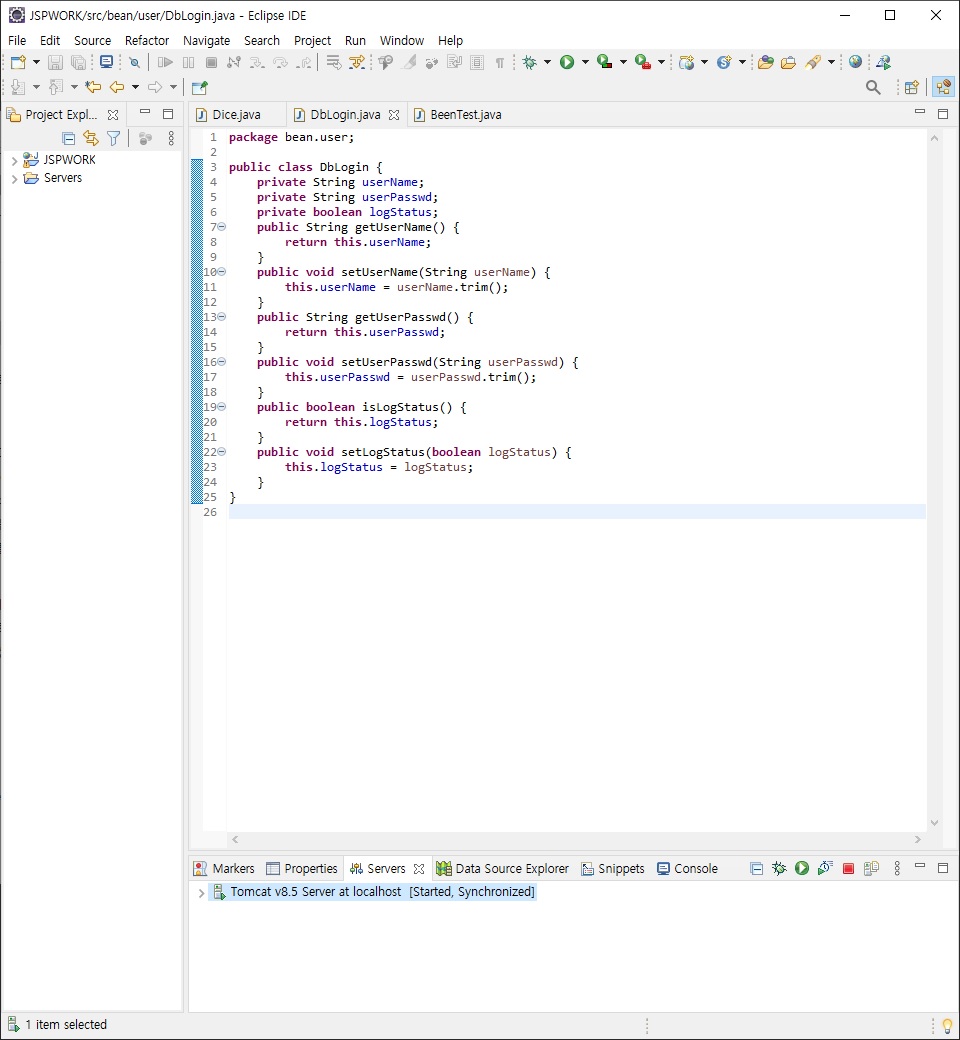 JSPWORK/src/bean/user/DbLogin.java - Eclipse IDE
File Edit Source Refactor Navigate Search Project Run Window Help
Project Expl...
JSPWORK
Servers
Dice.java DbLogin.java BeenTest.java
1 package bean.user;
2
3 public class DbLogin {
4 private String userName;
5 private String userPasswd;
6 private boolean logStatus;
7 public String getUserName() {
8 return this.userName;
9 }
10 public void setUserName(String userName) {
11 this.userName = userName.trim();
12 }
13 public String getUserPasswd() {
14 return this.userPasswd;
15 }
16 public void setUserPasswd(String userPasswd) {
17 this.userPasswd = userPasswd.trim();
18 }
19 public boolean isLogStatus() {
20 return this.logStatus;
21 }
22 public void setLogStatus(boolean logStatus) {
23 this.logStatus = logStatus;
24 }
25 }
26
Markers Properties Servers Data Source Explorer Snippets Console
Tomcat v8.5 Server at localhost [Started, Synchronized]
1 item selected